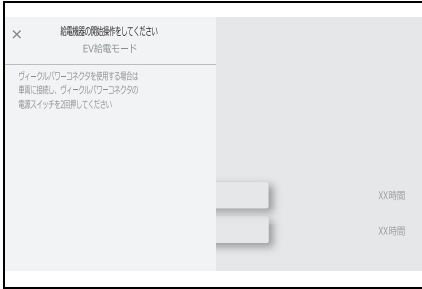 給電機器の開始操作をしてください
EV給電モード
ヴィークルパワーコネクタを使用する場合は
車両に接続し、ヴィークルパワーコネクタの
電源スイッチを2回押してください
XX時間
XX時間